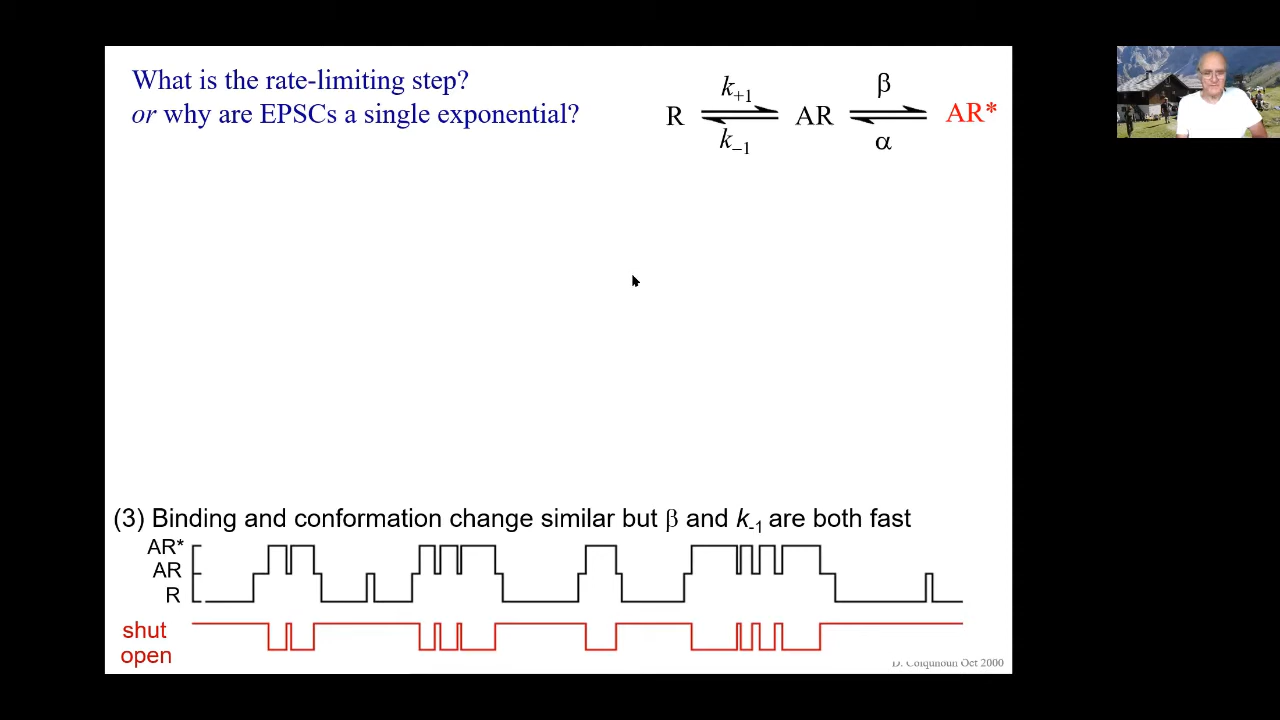 What is the rate-limiting step?
or why are EPSCs a single exponential?
k+1 β
R AR AR*
k−1 α
(3) Binding and conformation change similar but β and k-1 are both fast
AR*
AR
R
shut
open
D. Colquhoun Oct 2000